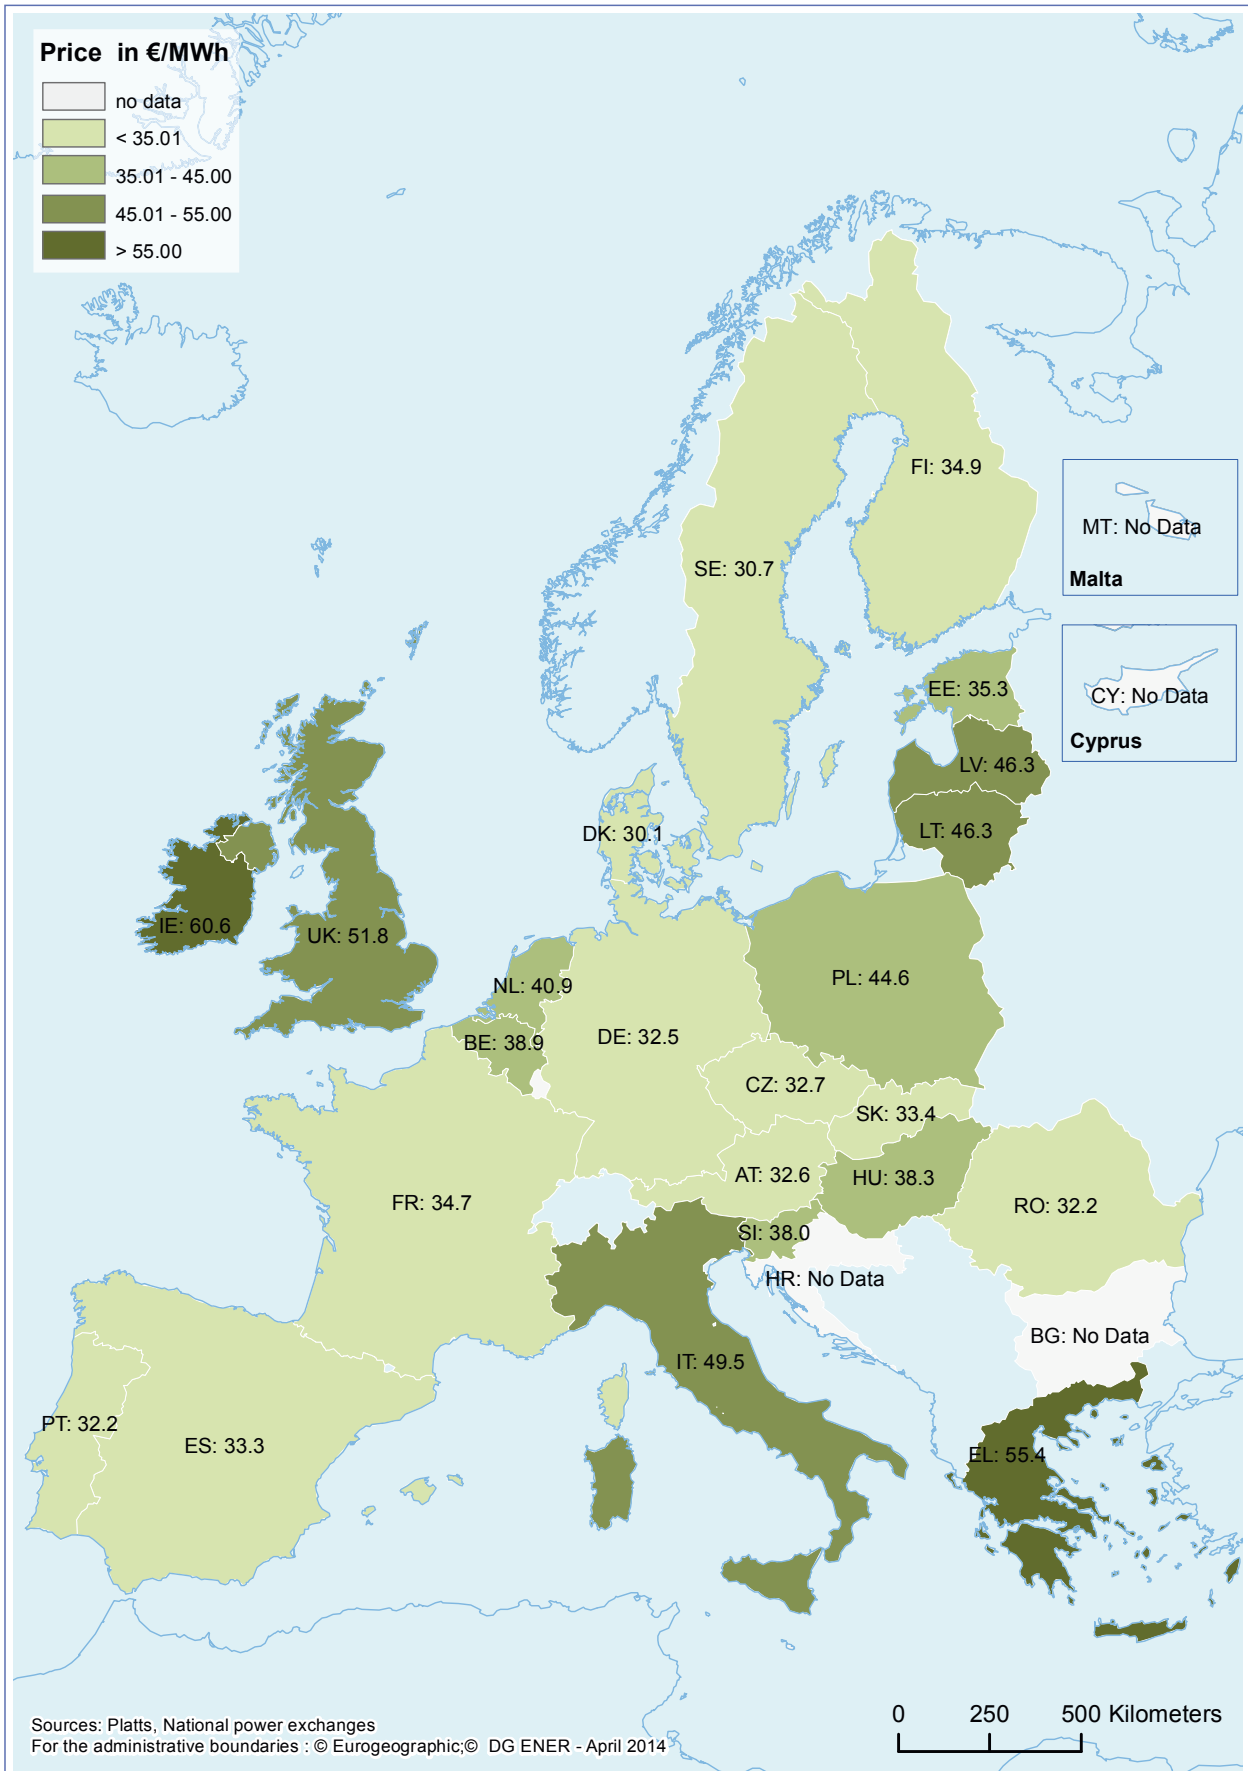 Price in €/MWh
no data
< 35.01
35.01 - 45.00
45.01 - 55.00
> 55.00
FI: 34.9
MT: No Data
Malta
SE: 30.7
EE: 35.3
CY: No Data
Cyprus
LV: 46.3
DK: 30.1
LT: 46.3
IE: 60.6
UK: 51.8
NL: 40.9
PL: 44.6
BE: 38.9
DE: 32.5
CZ: 32.7
SK: 33.4
AT: 32.6
HU: 38.3
FR: 34.7
RO: 32.2
SI: 38.0
HR: No Data
BG: No Data
IT: 49.5
PT: 32.2
ES: 33.3
EL: 55.4
0 250 500 Kilometers
Sources: Platts, National power exchanges
For the administrative boundaries : © Eurogeographic;© DG ENER - April 2014